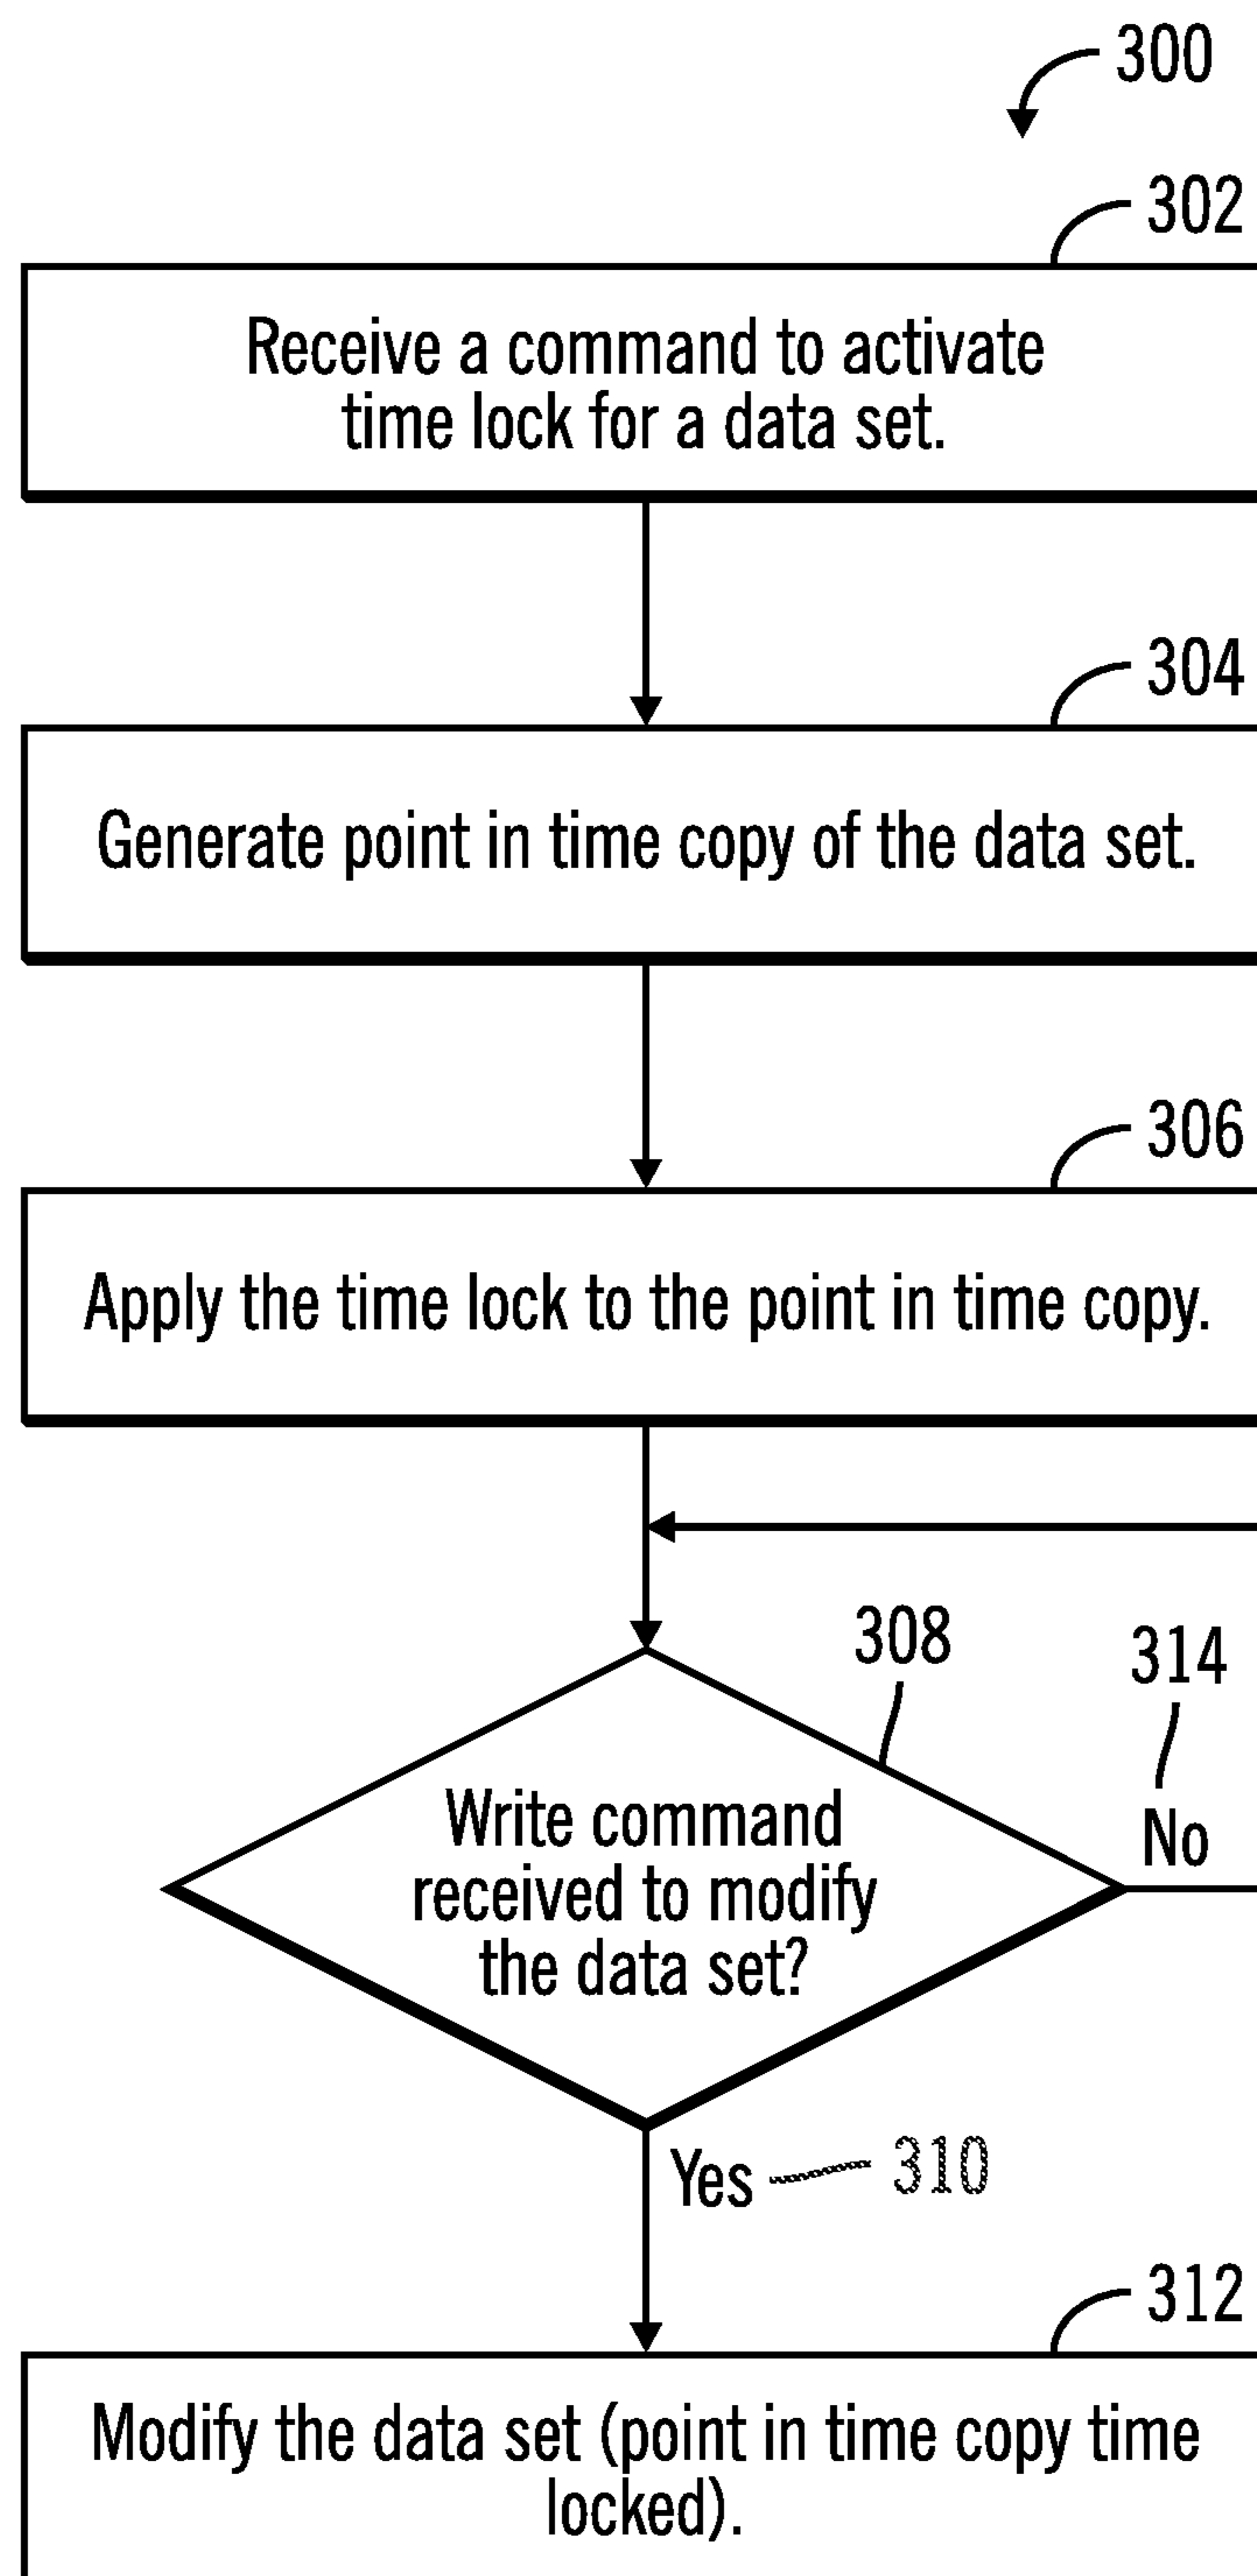 300
302
Receive a command to activate
time lock for a data set.
304
Generate point in time copy of the data set.
306
Apply the time lock to the point in time copy.
308
314
Write command
received to modify
the data set?
No
Yes
310
312
Modify the data set (point in time copy time
locked).